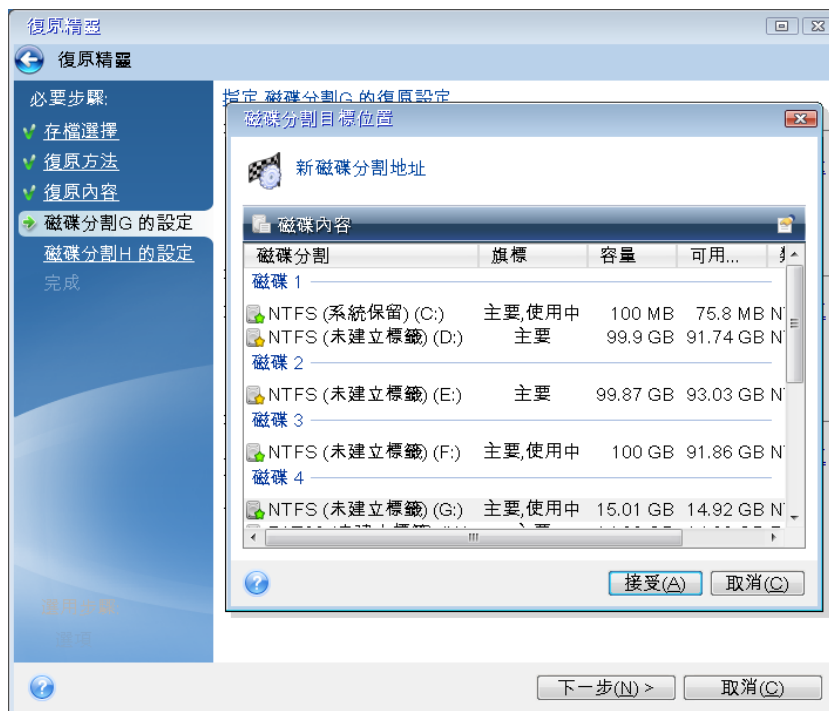 復原精靈
復原精靈
必要步驟:
存檔選擇
復原方法
復原內容
磁碟分割G 的設定
磁碟分割H 的設定
完成
指定 磁碟分割G 的復原設定
磁碟分割目標位置
新磁碟分割地址
磁碟內容
磁碟分割 旗標 容量 可用...
磁碟 1
NTFS (系統保留) (C:) 主要,使用中 100 MB 75.8 MB
NTFS (未建立標籤) (D:) 主要 99.9 GB 91.74 GB
磁碟 2
NTFS (未建立標籤) (E:) 主要 99.87 GB 93.03 GB
磁碟 3
NTFS (未建立標籤) (F:) 主要,使用中 100 GB 91.86 GB
磁碟 4
NTFS (未建立標籤) (G:) 主要,使用中 15.01 GB 14.92 GB
接受(A) 取消(C)
下一步(N) > 取消(C)